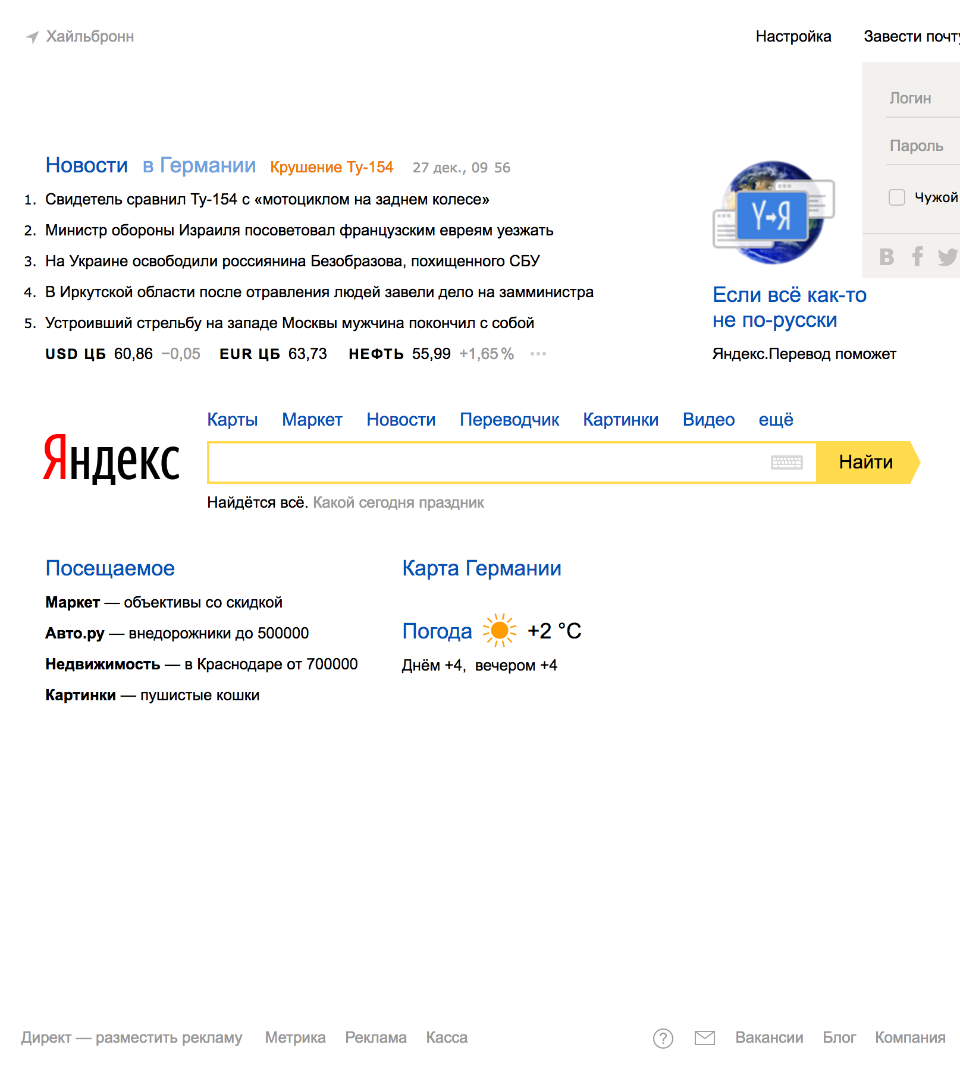 Хайльбронн
Настройка
Завести почту
Логин
Пароль
Чужой
Новости в Германии Крушение Ту-154 27 дек., 09 56
1. Свидетель сравнил Ту-154 с «мотоциклом на заднем колесе»
2. Министр обороны Израиля посоветовал французским евреям уезжать
3. На Украине освободили россиянина Безобразова, похищенного СБУ
4. В Иркутской области после отравления людей завели дело на замминистра
5. Устроивший стрельбу на западе Москвы мужчина покончил с собой
USD ЦБ 60,86 −0,05 EUR ЦБ 63,73 НЕФТЬ 55,99 +1,65% ...
Y→Я
Если всё как-то
не по-русски
Яндекс.Перевод поможет
Карты Маркет Новости Переводчик Картинки Видео ещё
Яндекс
Найти
Найдётся всё. Какой сегодня праздник
Посещаемое
Маркет — объективы со скидкой
Авто.ру — внедорожники до 500000
Недвижимость — в Краснодаре от 700000
Картинки — пушистые кошки
Карта Германии
Погода +2 °C
Днём +4, вечером +4
Директ — разместить рекламу Метрика Реклама Касса
? Вакансии Блог Компания